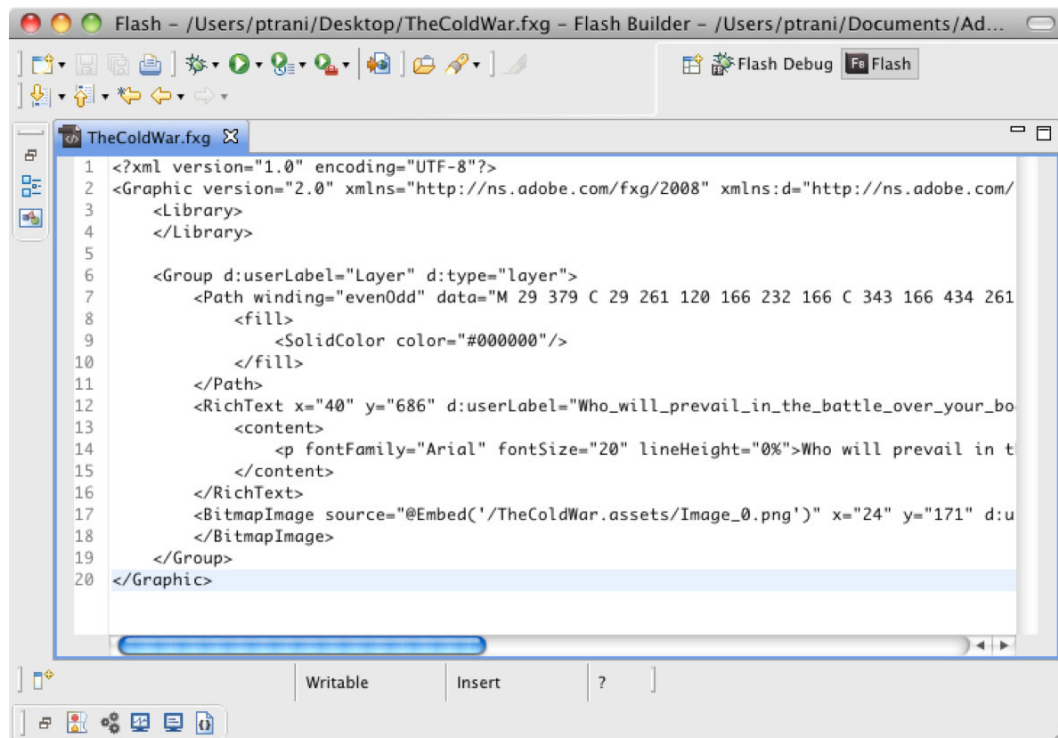 Flash - /Users/ptrani/Desktop/TheColdWar.fxg - Flash Builder - /Users/ptrani/Documents/Ad...
Flash Debug Fb Flash
TheColdWar.fxg
1 <?xml version="1.0" encoding="UTF-8"?>
2 <Graphic version="2.0" xmlns="http://ns.adobe.com/fxg/2008" xmlns:d="http://ns.adobe.com/
3 <Library>
4 </Library>
5
6 <Group d:userLabel="Layer" d:type="layer">
7 <Path winding="evenOdd" data="M 29 379 C 29 261 120 166 232 166 C 343 166 434 261
8 <fill>
9 <SolidColor color="#000000"/>
10 </fill>
11 </Path>
12 <RichText x="40" y="686" d:userLabel="Who_will_prevail_in_the_battle_over_your_bo
13 <content>
14 <p fontFamily="Arial" fontSize="20" lineHeight="0%">Who will prevail in t
15 </content>
16 </RichText>
17 <BitmapImage source="@Embed('/TheColdWar.assets/Image_0.png')" x="24" y="171" d:u
18 </BitmapImage>
19 </Group>
20 </Graphic>
Writable Insert ?